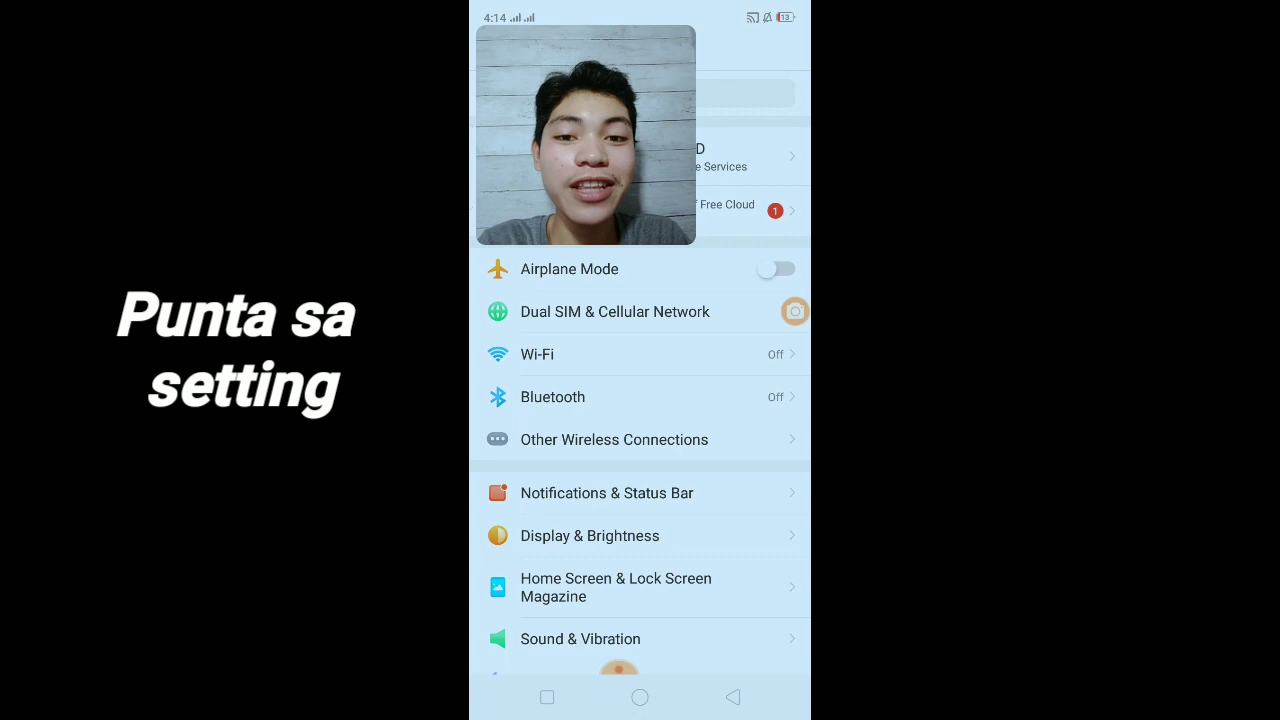 4:14
13
D
e Services
Free Cloud
1
Airplane Mode
Dual SIM & Cellular Network
Wi-Fi
Off
Bluetooth
Off
Other Wireless Connections
Notifications & Status Bar
Display & Brightness
Home Screen & Lock Screen
Magazine
Sound & Vibration
Punta sa
setting